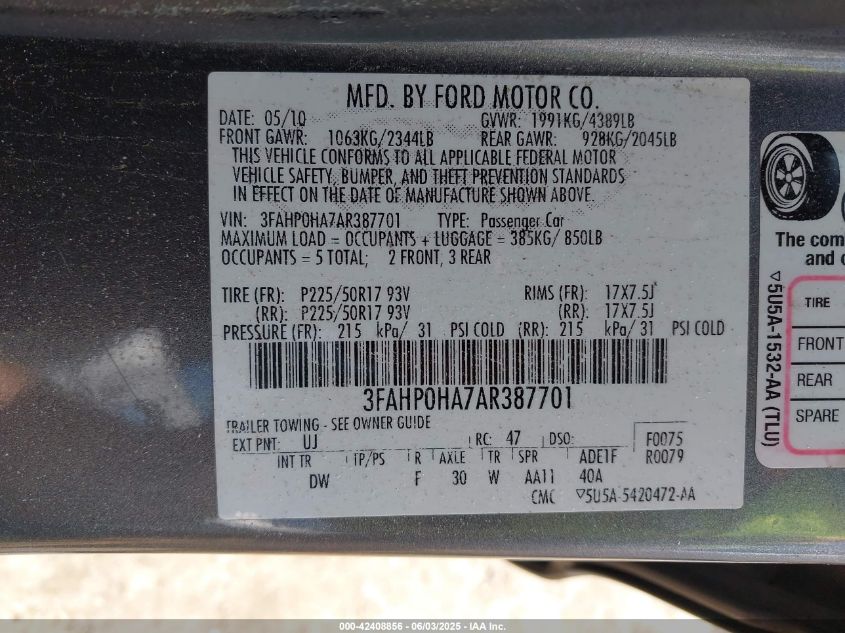 MFD. BY FORD MOTOR CO.
DATE: 05/10 GVWR: 1991KG/4389LB
FRONT GAWR: 1063KG/2344LB REAR GAWR: 928KG/2045LB
THIS VEHICLE CONFORMS TO ALL APPLICABLE FEDERAL MOTOR
VEHICLE SAFETY, BUMPER, AND THEFT PREVENTION STANDARDS
IN EFFECT ON THE DATE OF MANUFACTURE SHOWN ABOVE.
VIN: 3FAHP0HA7AR387701 TYPE: Passenger Car
MAXIMUM LOAD = OCCUPANTS + LUGGAGE = 385KG/ 850LB
OCCUPANTS = 5 TOTAL; 2 FRONT, 3 REAR
TIRE (FR): P225/50R17 93V RIMS (FR): 17X7.5J
(RR): P225/50R17 93V (RR): 17X7.5J
PRESSURE (FR): 215 kPa/ 31 PSI COLD (RR): 215 kPa/ 31 PSI COLD
3FAHP0HA7AR387701
TRAILER TOWING - SEE OWNER GUIDE
EXT PNT: UJ RC: 47 DSO: F0075
INT TR TP/PS R AXLE TR SPR ADE1F R0079
DW F 30 W AA11 40A
CMC ▽5U5A-5420472-AA
The com
and
▽5U5A-1532-AA (TLU)
TIRE
FRONT
REAR
SPARE
000-42408856 - 06/03/2025 - IAA Inc.